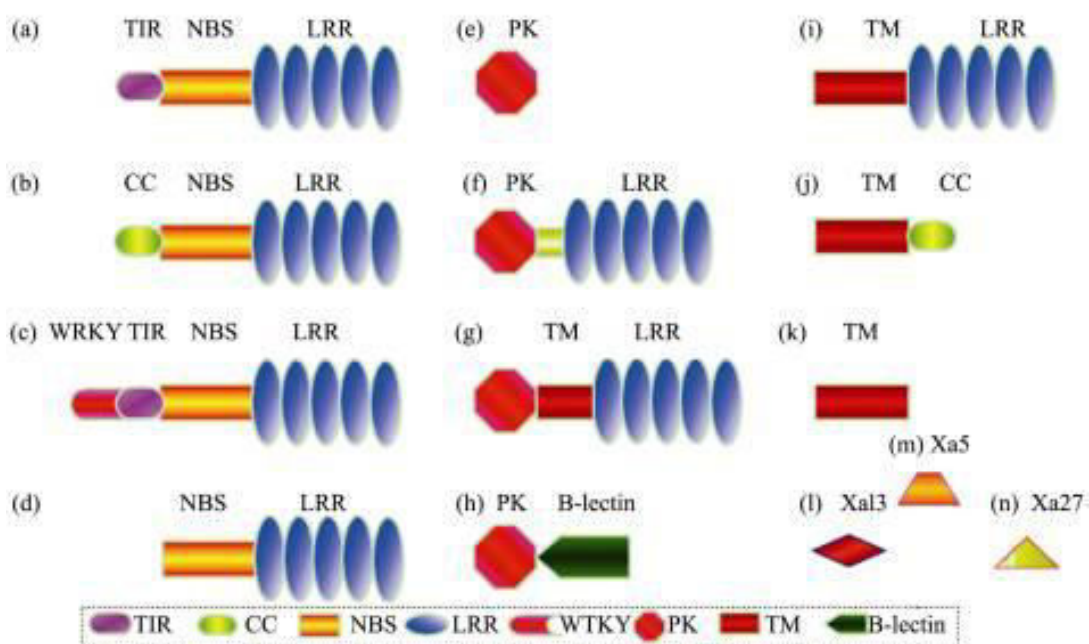 (a) TIR NBS LRR (e) PK (i) TM LRR
(b) CC NBS LRR (f) PK LRR (j) TM CC
(c) WRKY TIR NBS LRR (g) PK TM LRR (k) TM
(m) Xa5
(d) NBS LRR (h) PK B-lectin (l) Xal3 (n) Xa27
TIR CC NBS LRR WTKY PK TM B-lectin